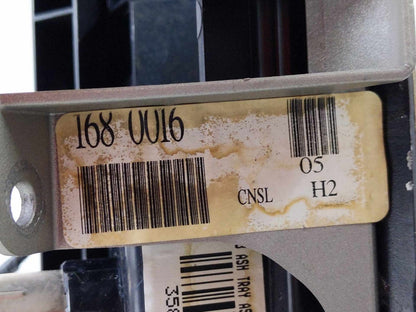 168 0016
05
CNSL H2
ASH TRAY AS
358